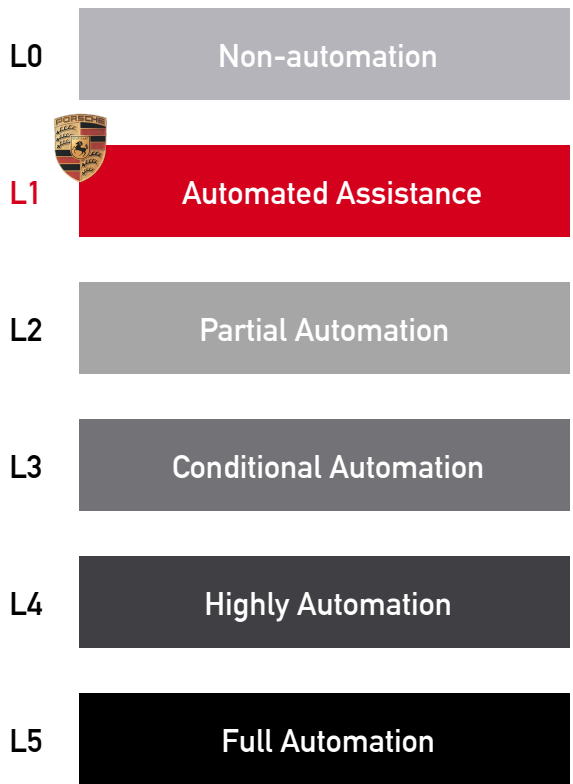 L0 Non-automation
PORSCHE
L1 Automated Assistance
L2 Partial Automation
L3 Conditional Automation
L4 Highly Automation
L5 Full Automation